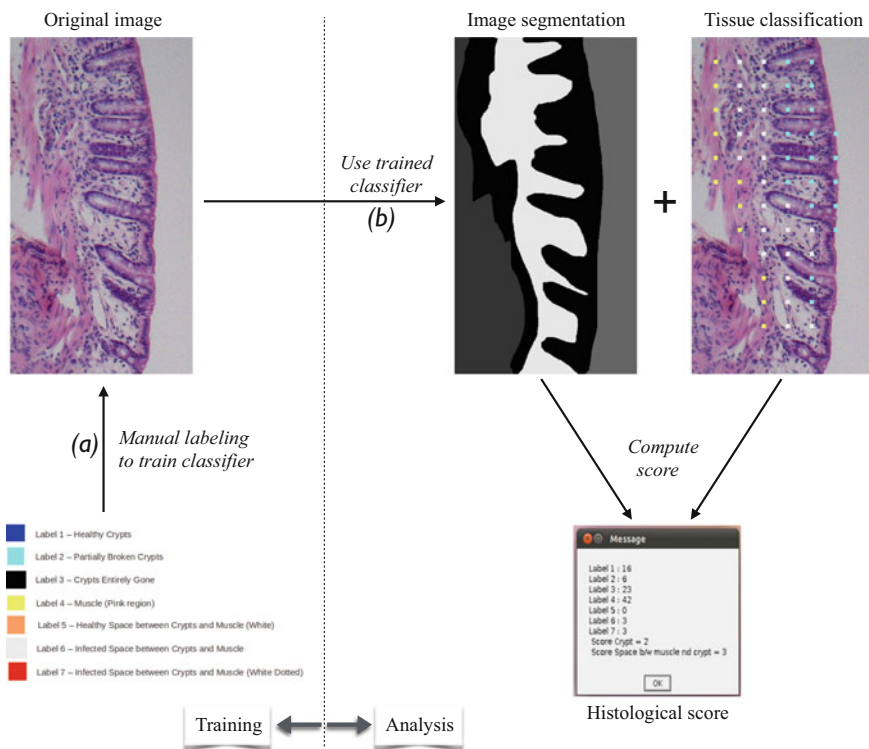 Original image
Image segmentation
Tissue classification
Use trained
classifier
(b)
+
(a)
Manual labeling
to train classifier
Compute
score
Label 1 – Healthy Crypts
Label 2 – Partially Broken Crypts
Label 3 – Crypts Entirely Gone
Label 4 – Muscle (Pink region)
Label 5 – Healthy Space between Crypts and Muscle (White)
Label 6 – Infected Space between Crypts and Muscle
Label 7 – Infected Space between Crypts and Muscle (White Dotted)
Message
Label 1 : 16
Label 2 : 6
Label 3 : 23
Label 4 : 42
Label 5 : 0
Label 6 : 3
Label 7 : 3
Score Crypt = 2
Score Space b/w muscle nd crypt = 3
OK
Histological score
Training
Analysis